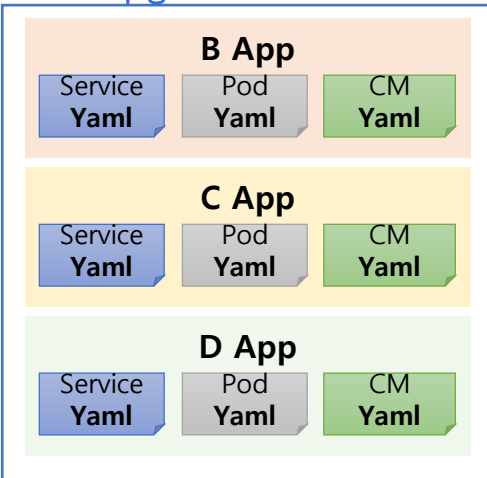 B App
Service Pod CM
Yaml Yaml Yaml
C App
Service Pod CM
Yaml Yaml Yaml
D App
Service Pod CM
Yaml Yaml Yaml